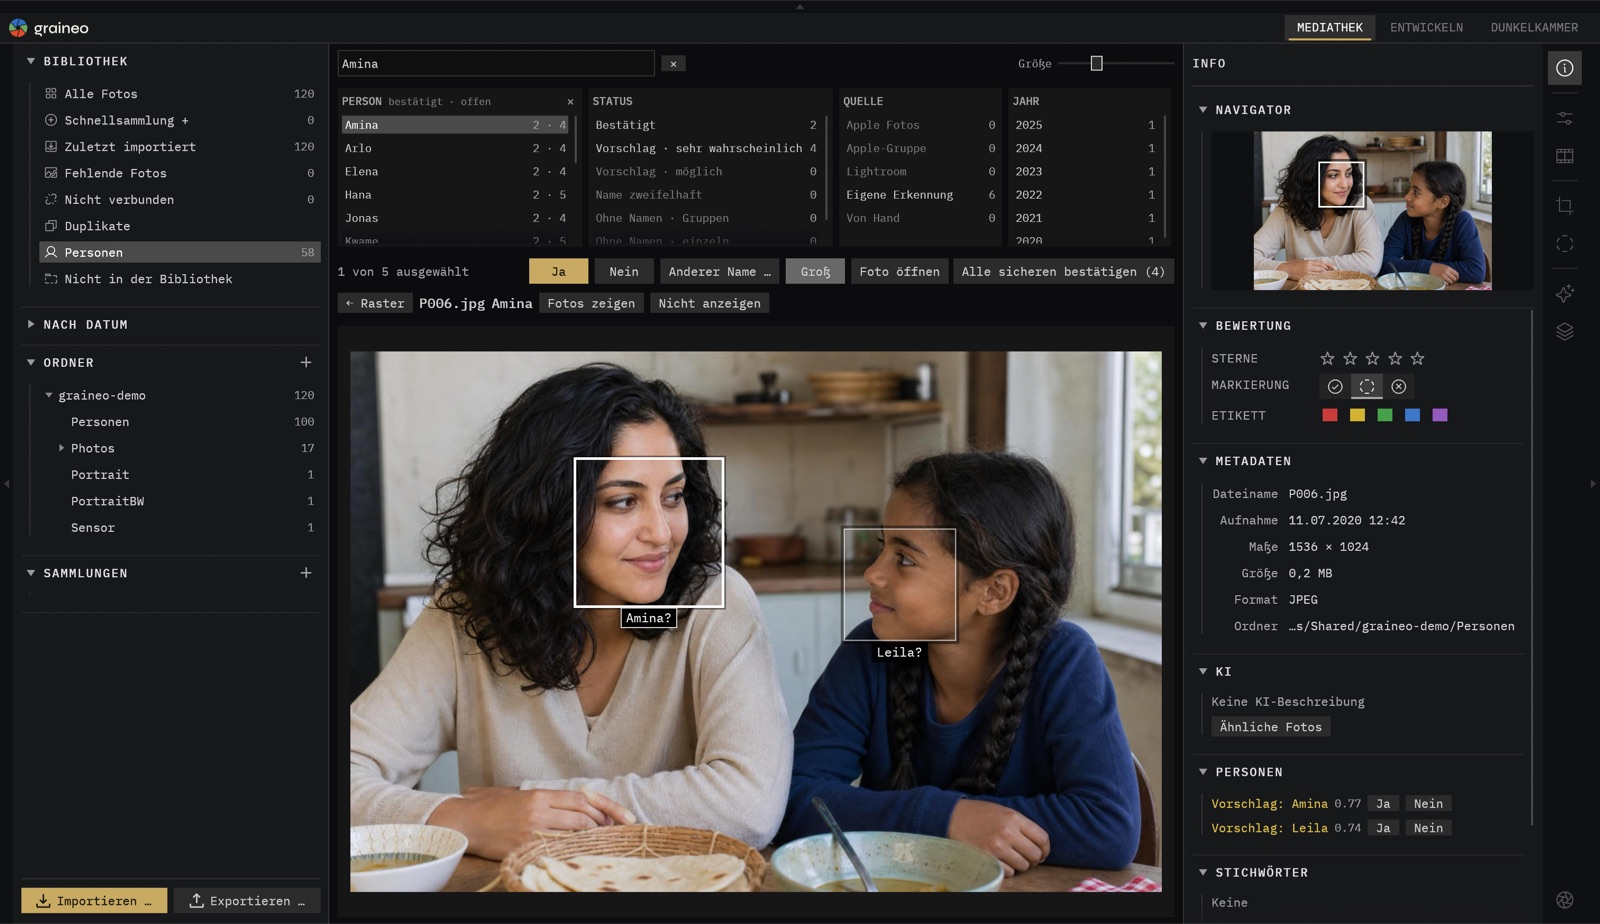 graineo
MEDIATHEK
ENTWICKELN
DUNKELKAMMER
BIBLIOTHEK
Alle Fotos 120
Schnellsammlung + 0
Zuletzt importiert 120
Fehlende Fotos 0
Nicht verbunden 0
Duplikate
Personen 58
Nicht in der Bibliothek
NACH DATUM
ORDNER +
graineo-demo 120
Personen 100
Photos 17
Portrait 1
PortraitBW 1
Sensor 1
SAMMLUNGEN +
Importieren …
Exportieren …
Amina ×
Größe
PERSON bestätigt · offen ×
Amina 2 · 4
Arlo 2 · 4
Elena 2 · 4
Hana 2 · 5
Jonas 2 · 4
Kwame 2 · 5
STATUS
Bestätigt 2
Vorschlag · sehr wahrscheinlich 4
Vorschlag · möglich 0
Name zweifelhaft 0
Ohne Namen · Gruppen 0
Ohne Namen · einzeln 0
QUELLE
Apple Fotos 0
Apple-Gruppe 0
Lightroom 0
Eigene Erkennung 6
Von Hand 0
JAHR
2025 1
2024 1
2023 1
2022 1
2021 1
2020 1
1 von 5 ausgewählt
Ja
Nein
Anderer Name …
Groß
Foto öffnen
Alle sicheren bestätigen (4)
← Raster
P006.jpg Amina
Fotos zeigen
Nicht anzeigen
Amina?
Leila?
INFO
NAVIGATOR
BEWERTUNG
STERNE
MARKIERUNG
ETIKETT
METADATEN
Dateiname P006.jpg
Aufnahme 11.07.2020 12:42
Maße 1536 × 1024
Größe 0,2 MB
Format JPEG
Ordner …s/Shared/graineo-demo/Personen
KI
Keine KI-Beschreibung
Ähnliche Fotos
PERSONEN
Vorschlag: Amina 0.77 Ja Nein
Vorschlag: Leila 0.74 Ja Nein
STICHWÖRTER
Keine